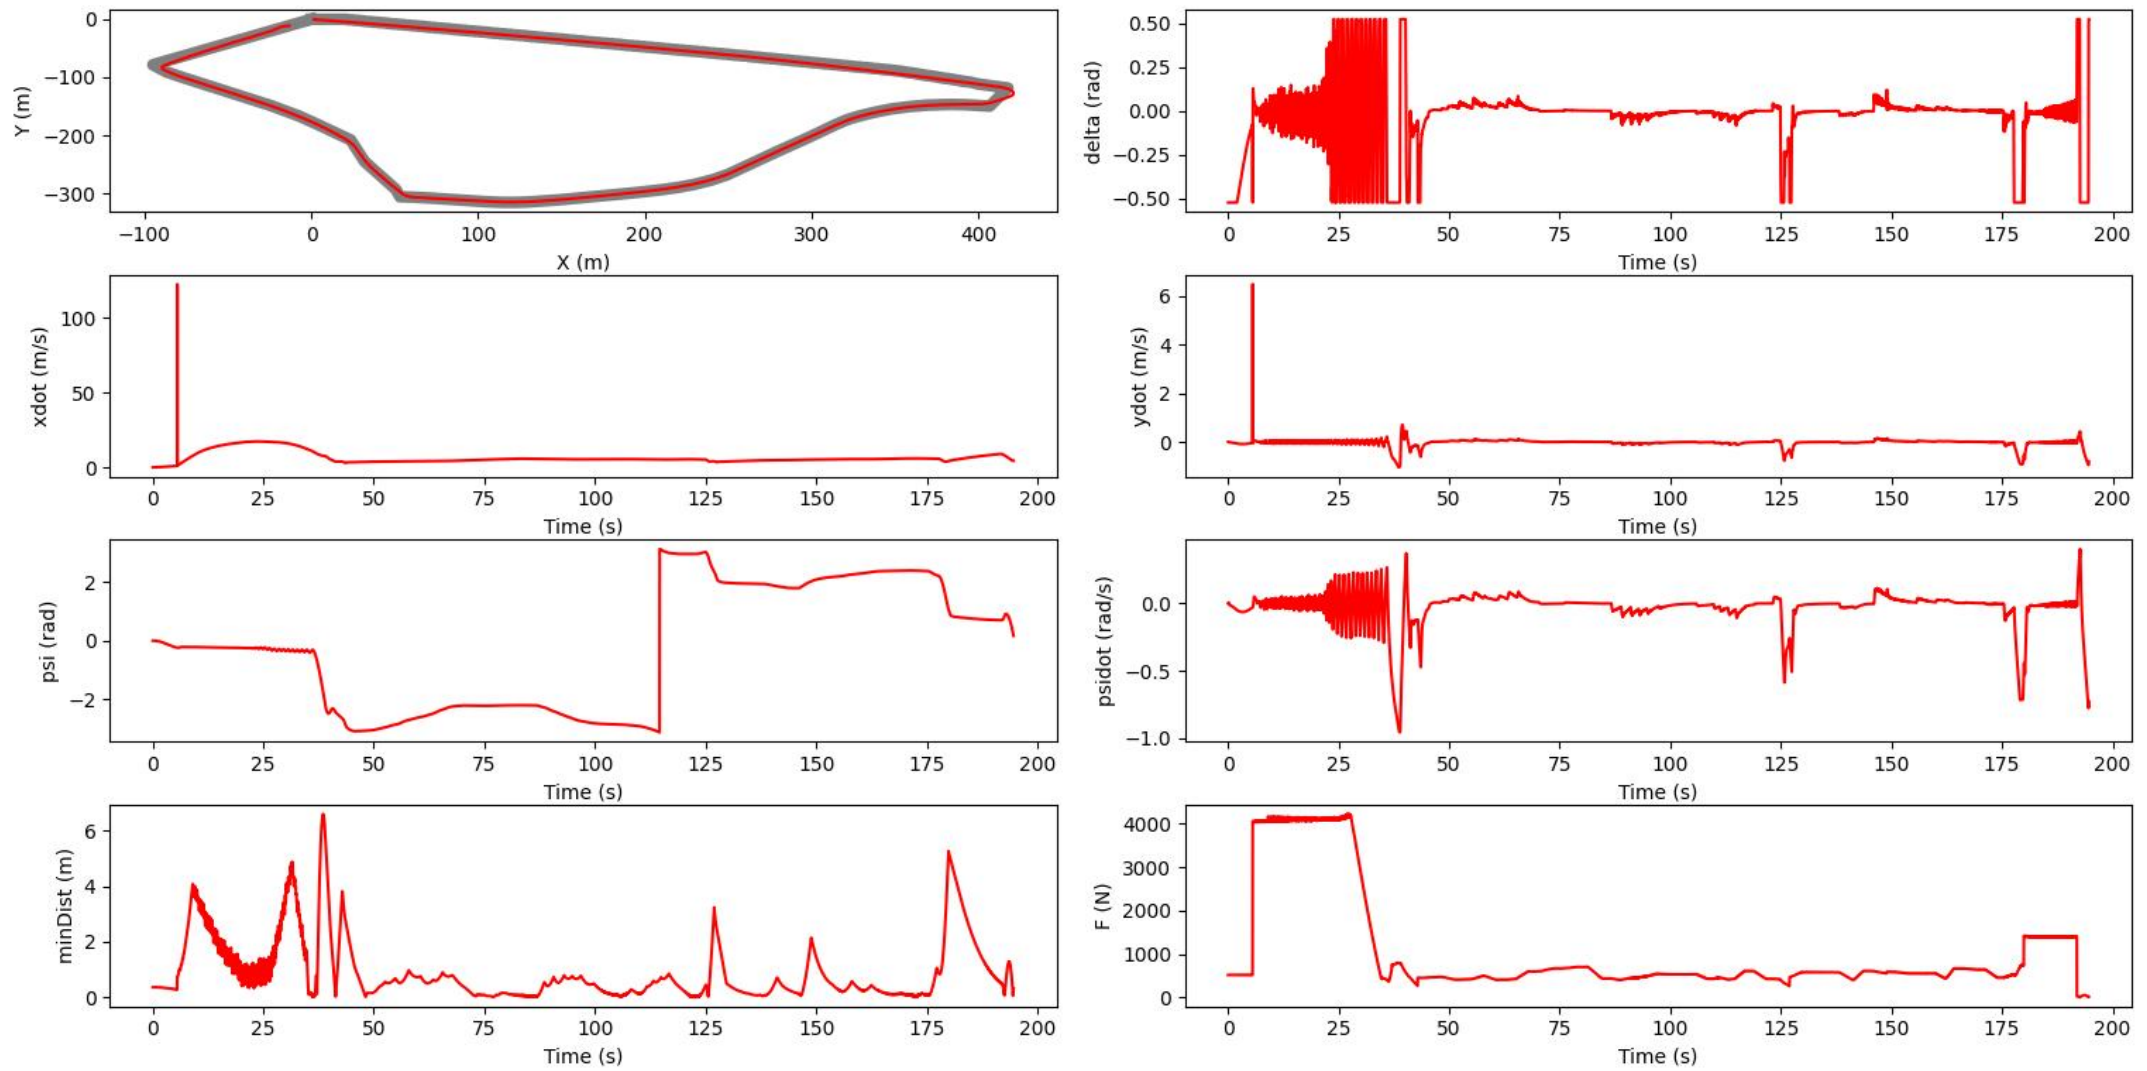 0
−100
−200
−300
Y (m)
−100 0 100 200 300 400
X (m)
0.50
0.25
0.00
−0.25
−0.50
delta (rad)
0 25 50 75 100 125 150 175 200
Time (s)
100
50
0
xdot (m/s)
0 25 50 75 100 125 150 175 200
Time (s)
6
4
2
0
ydot (m/s)
0 25 50 75 100 125 150 175 200
Time (s)
2
0
−2
psi (rad)
0 25 50 75 100 125 150 175 200
Time (s)
0.0
−0.5
−1.0
psidot (rad/s)
0 25 50 75 100 125 150 175 200
Time (s)
6
4
2
0
minDist (m)
0 25 50 75 100 125 150 175 200
Time (s)
4000
3000
2000
1000
0
F (N)
0 25 50 75 100 125 150 175 200
Time (s)